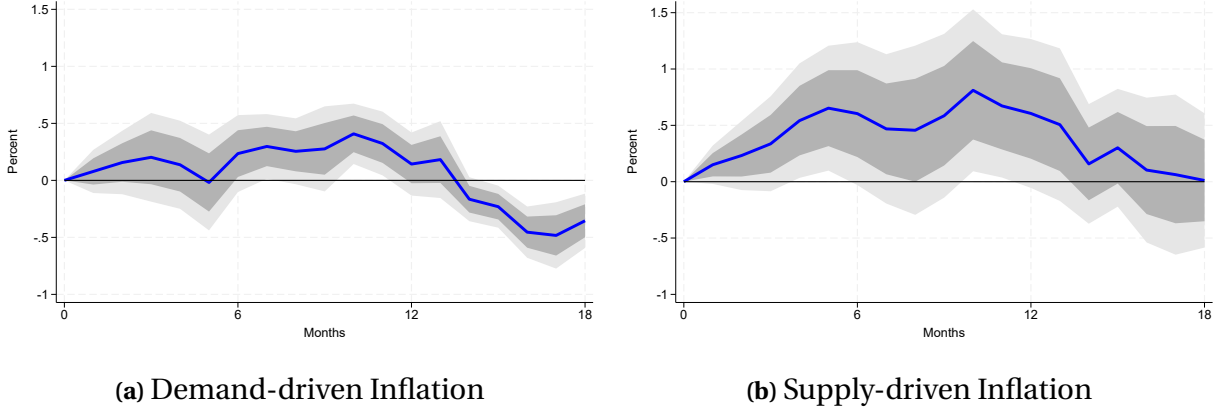 1.5
1
.5
0
-.5
-1
Percent
0 6 12 18
Months
(a) Demand-driven Inflation
1.5
1
.5
0
-.5
-1
Percent
0 6 12 18
Months
(b) Supply-driven Inflation